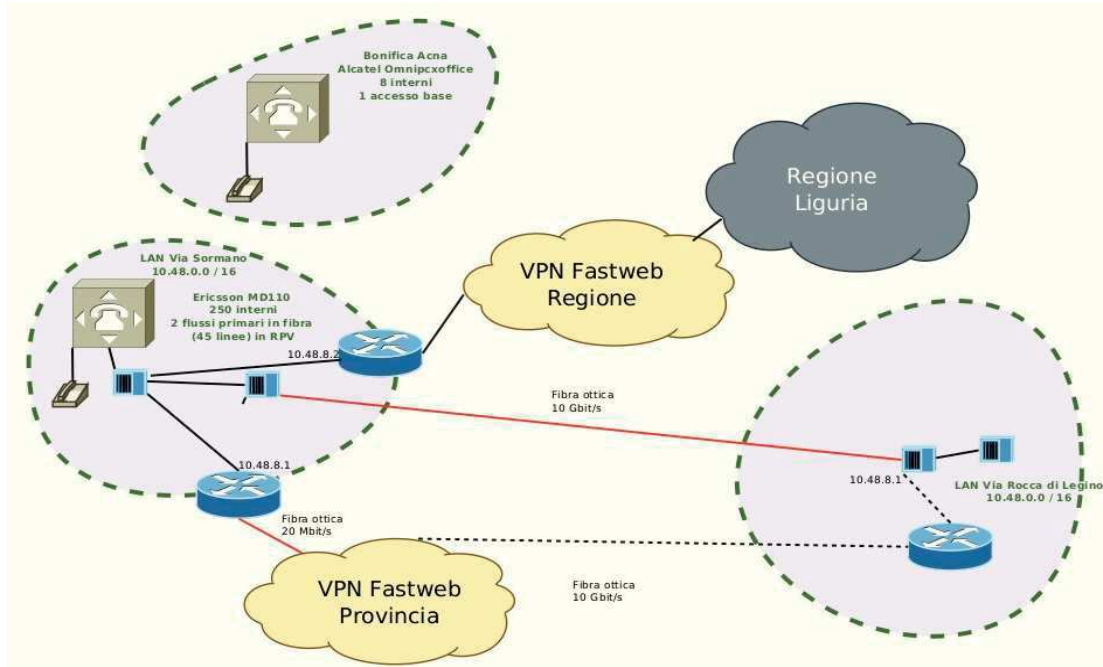 Bonifica Acna
Alcatel Omnipcxoffice
8 interni
1 accesso base
Regione
Liguria
VPN Fastweb
Regione
LAN Via Sormano
10.48.0.0 / 16
Ericsson MD110
250 interni
2 flussi primari in fibra
(45 linee) in RPV
10.48.8.2
Fibra ottica
10 Gbit/s
10.48.8.1
10.48.8.1
LAN Via Rocca di Legino
10.48.0.0 / 16
Fibra ottica
20 Mbit/s
VPN Fastweb
Provincia
Fibra ottica
10 Gbit/s